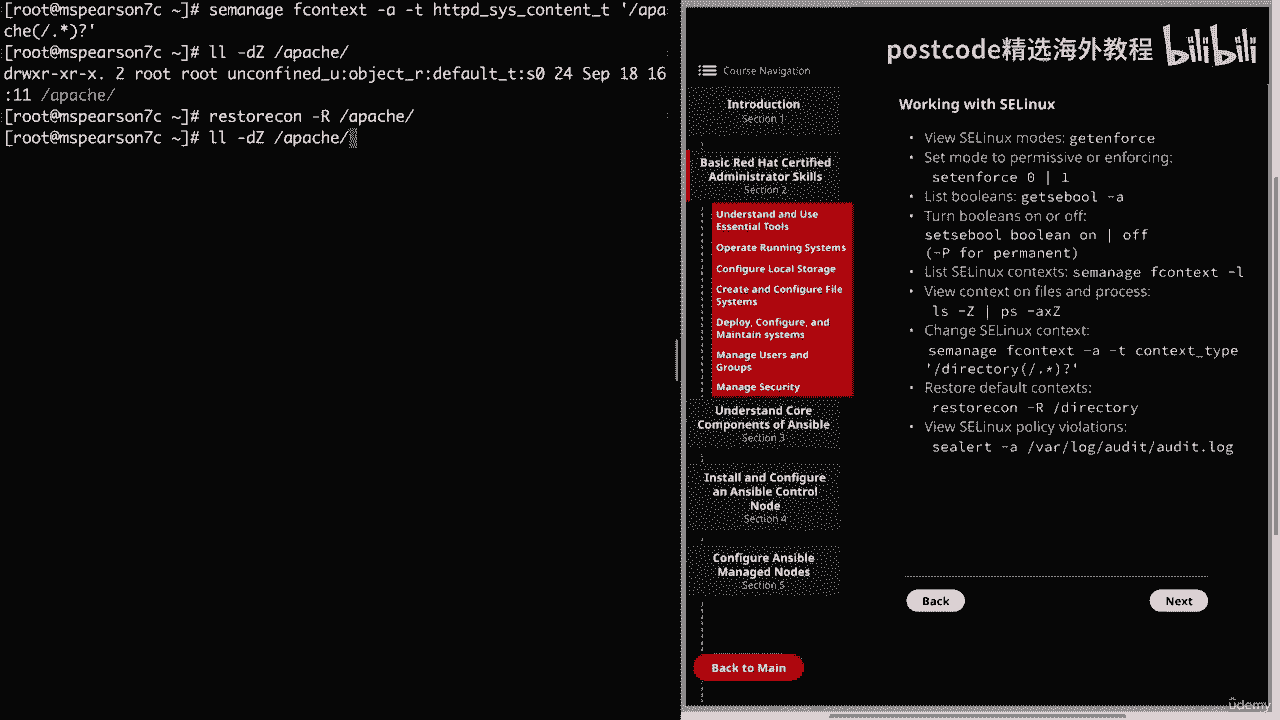 [root@mspearson7c ~]# semanage fcontext -a -t httpd_sys_content_t '/apa
che(/.*)?'
[root@mspearson7c ~]# ll -dZ /apache/
drwxr-xr-x. 2 root root unconfined_u:object_r:default_t:s0 24 Sep 18 16
:11 /apache/
[root@mspearson7c ~]# restorecon -R /apache/
[root@mspearson7c ~]# ll -dZ /apache/
postcode精选海外教程 bilibili
Course Navigation
Introduction
Section 1
Basic Red Hat Certified
Administrator Skills
Section 2
Understand and Use
Essential Tools
Operate Running Systems
Configure Local Storage
Create and Configure File
Systems
Deploy, Configure, and
Maintain systems
Manage Users and
Groups
Manage Security
Understand Core
Components of Ansible
Section 3
Install and Configure
an Ansible Control
Node
Section 4
Configure Ansible
Managed Nodes
Section 5
Back to Main
Working with SELinux
• View SELinux modes: getenforce
• Set mode to permissive or enforcing:
setenforce 0 | 1
• List booleans: getsebool -a
• Turn booleans on or off:
setsebool boolean on | off
(-P for permanent)
• List SELinux contexts: semanage fcontext -l
• View context on files and process:
ls -Z | ps -axZ
• Change SELinux context:
semanage fcontext -a -t context_type
'/directory(/.*)?'
• Restore default contexts:
restorecon -R /directory
• View SELinux policy violations:
sealert -a /var/log/audit/audit.log
Back
Next
ûdemy